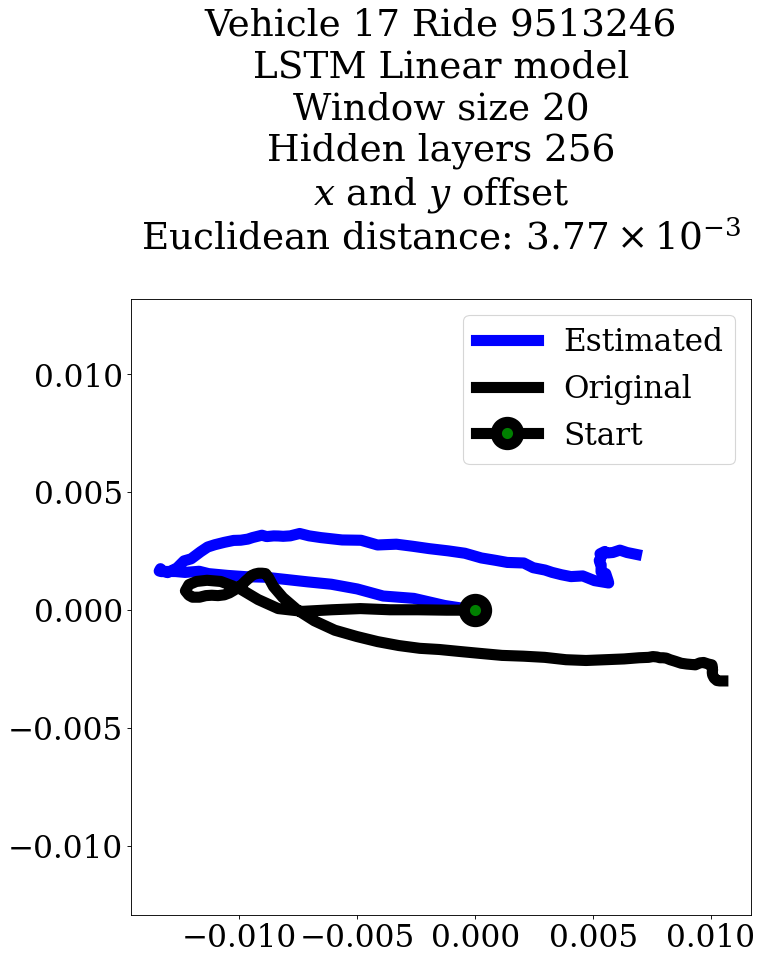 Vehicle 17 Ride 9513246
LSTM Linear model
Window size 20
Hidden layers 256
x and y offset
Euclidean distance: 3.77 × 10⁻³
Estimated
Original
Start
0.010
0.005
0.000
−0.005
−0.010
−0.010 −0.005 0.000 0.005 0.010